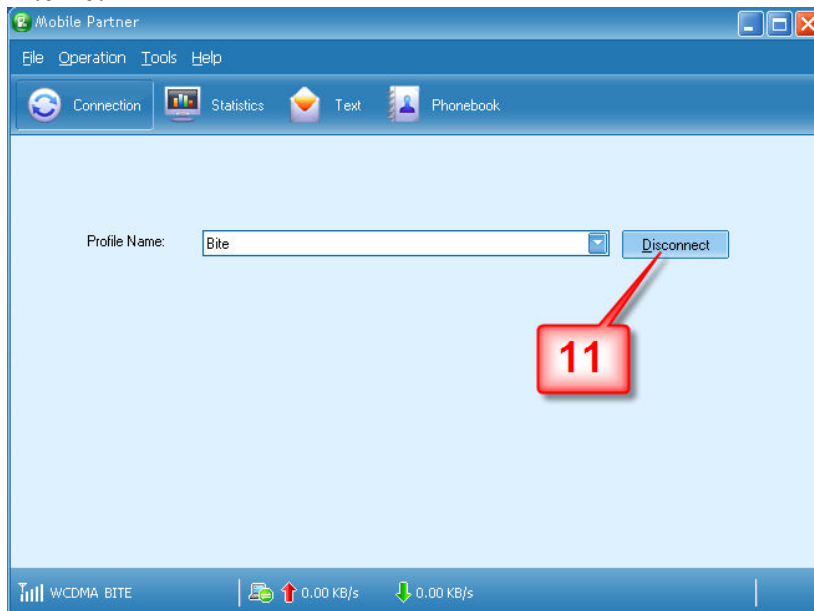 Mobile Partner
File Operation Tools Help
Connection Statistics Text Phonebook
Profile Name: Bite Disconnect
11
WCDMA BITE 0.00 KB/s 0.00 KB/s